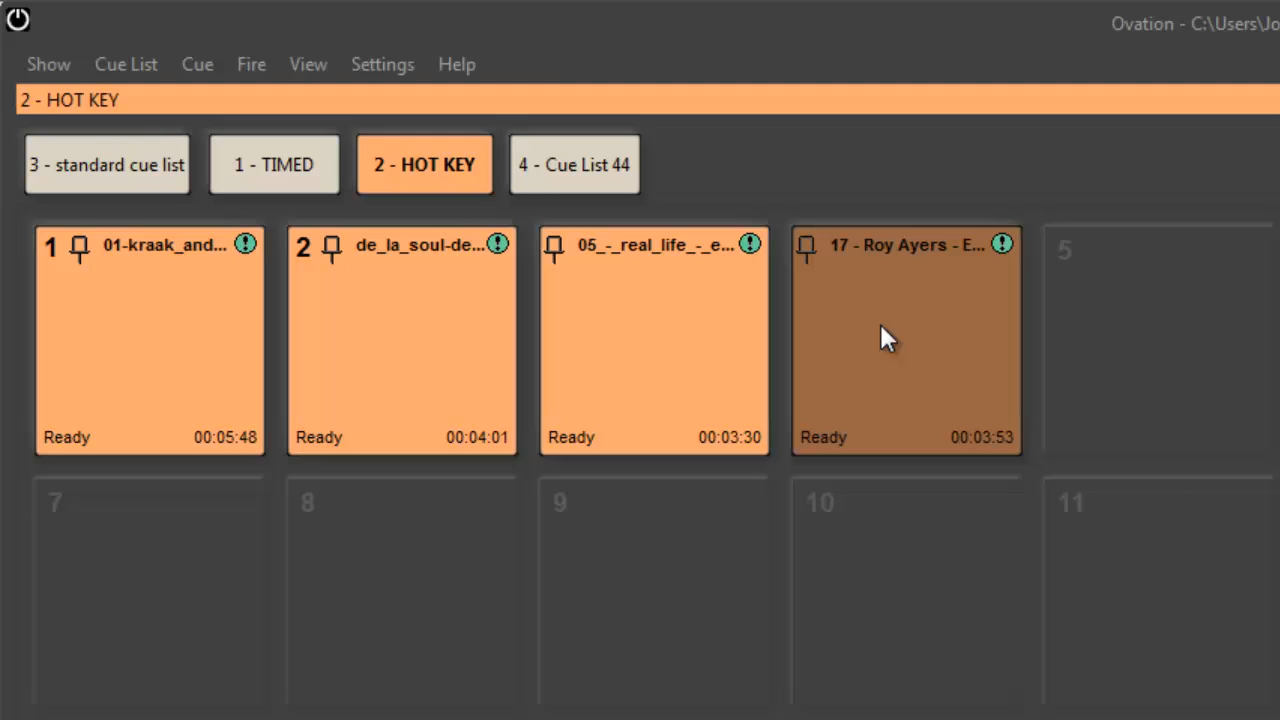 Ovation - C:\Users\Jo
Show Cue List Cue Fire View Settings Help
2 - HOT KEY
3 - standard cue list 1 - TIMED 2 - HOT KEY 4 - Cue List 44
1 01-kraak_and...
Ready 00:05:48
2 de_la_soul-de...
Ready 00:04:01
05_-_real_life_-_e...
Ready 00:03:30
17 - Roy Ayers - E...
Ready 00:03:53
5
7 8 9 10 11